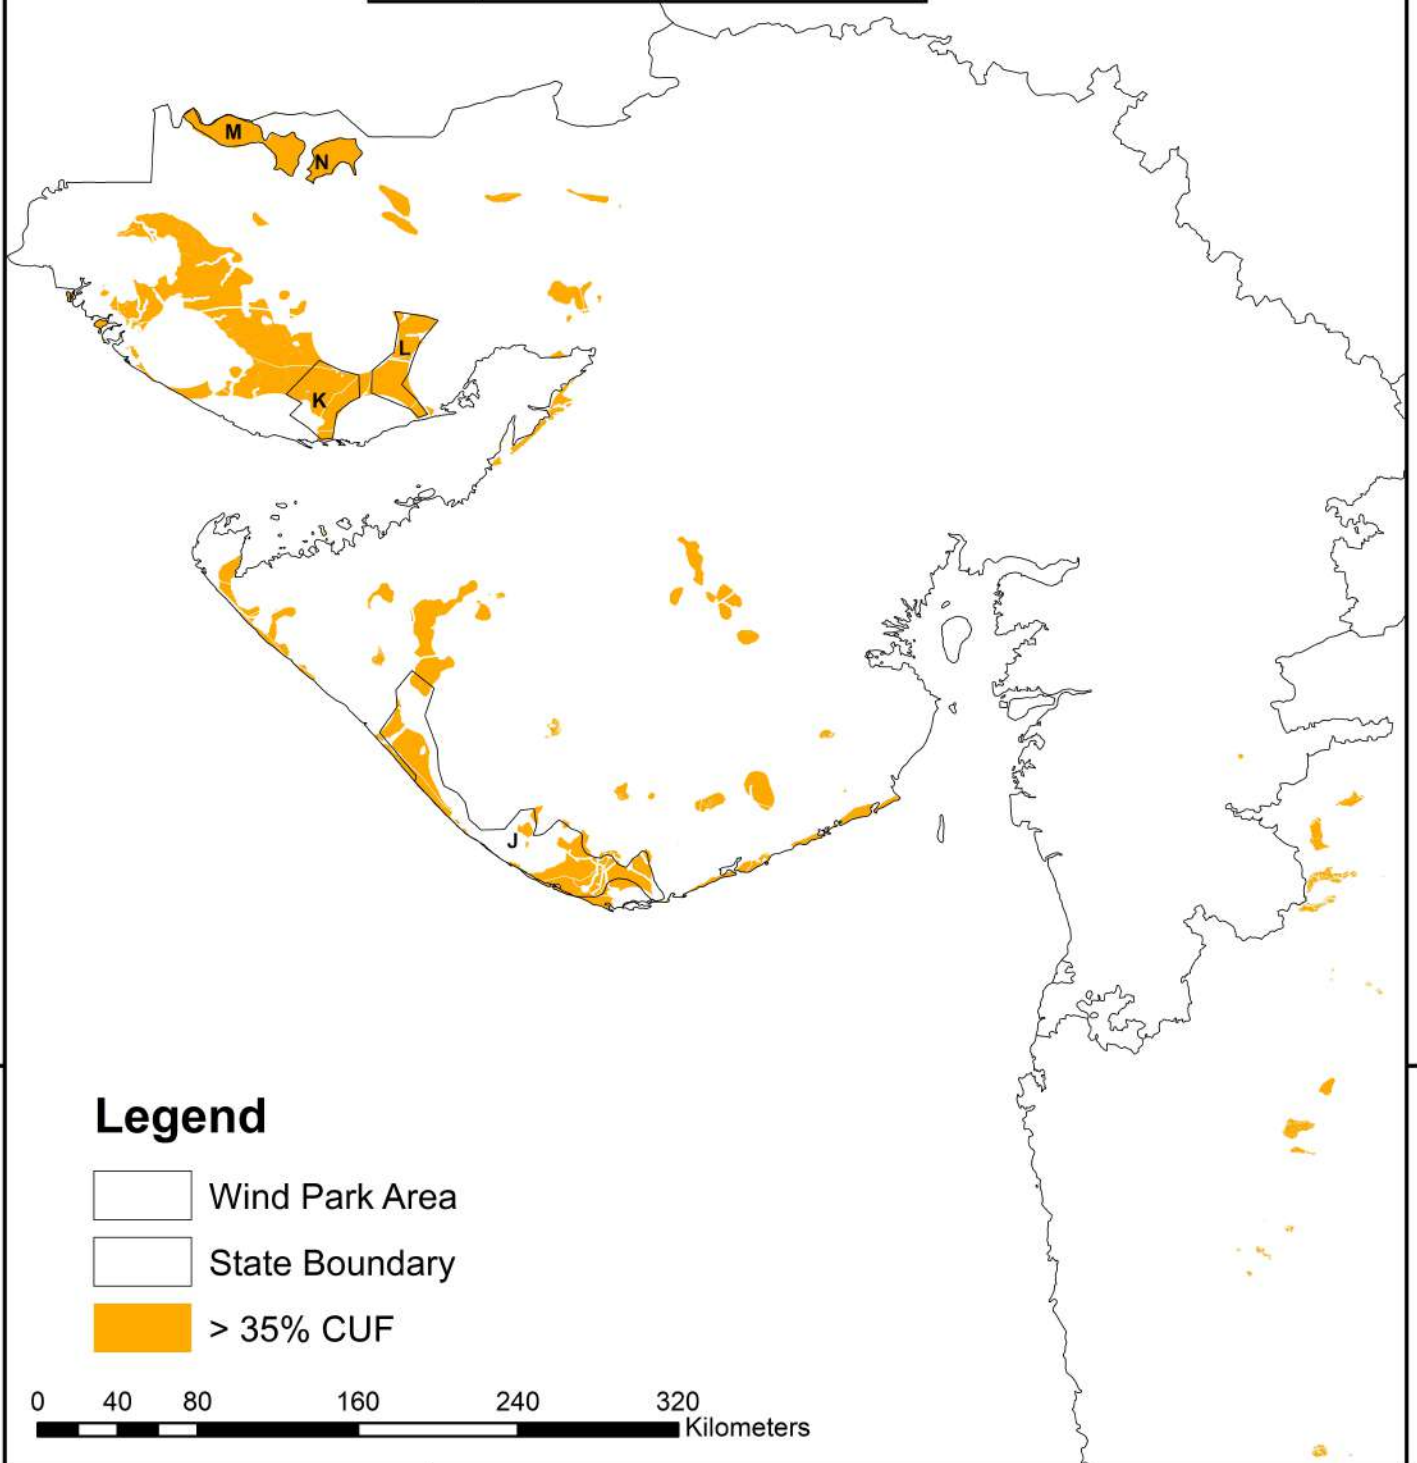 M
N
L
K
J
Legend
Wind Park Area
State Boundary
> 35% CUF
0 40 80 160 240 320
Kilometers